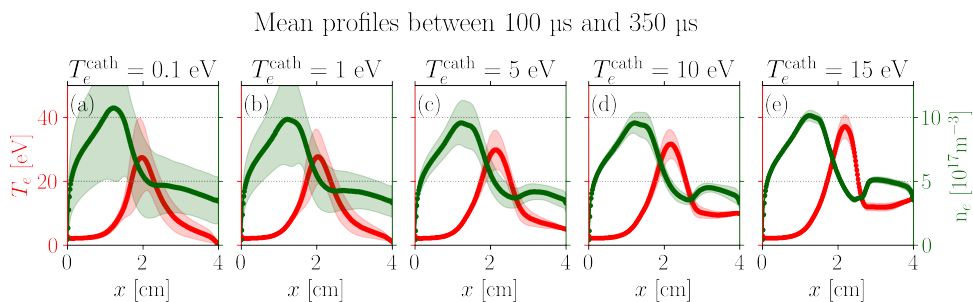 Mean profiles between 100 μs and 350 μs
T_e^cath = 0.1 eV
T_e^cath = 1 eV
T_e^cath = 5 eV
T_e^cath = 10 eV
T_e^cath = 15 eV
(a)
(b)
(c)
(d)
(e)
40
20
0
T_e [eV]
10
5
0
n_e [10^17 m^−3]
0 2 4
0 2 4
0 2 4
0 2 4
0 2 4
x [cm]
x [cm]
x [cm]
x [cm]
x [cm]